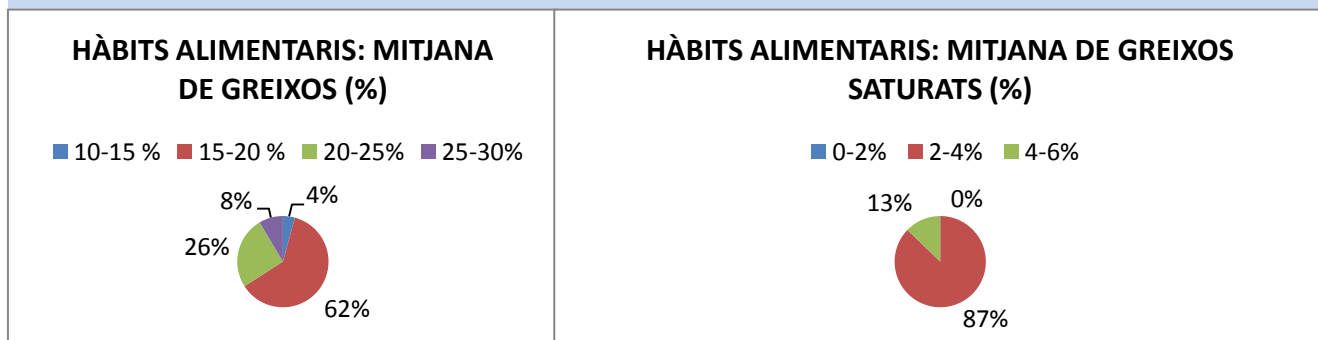 HÀBITS ALIMENTARIS: MITJANA
DE GREIXOS (%)
10-15 % 15-20 % 20-25% 25-30%
8% 4%
26%
62%
HÀBITS ALIMENTARIS: MITJANA DE GREIXOS
SATURATS (%)
0-2% 2-4% 4-6%
13% 0%
87%